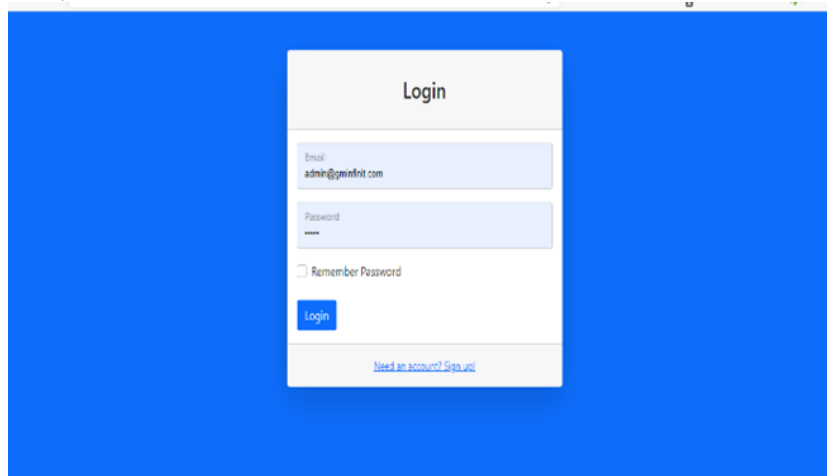 Login
Email
admin@gminfinit.com
Password
•••••
Remember Password
Login
Need an account? Sign up!